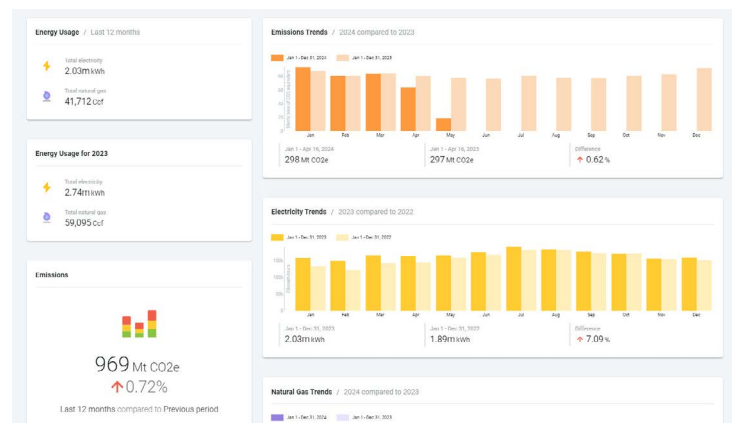 Energy Usage / Last 12 months
Total electricity
2.03m kWh
Total natural gas
41,712 Ccf
Energy Usage for 2023
Total electricity
2.74m kWh
Total natural gas
59,095 Ccf
Emissions
969 Mt CO2e
↑ 0.72%
Last 12 months compared to Previous period
Emissions Trends / 2024 compared to 2023
Jan 1 - Dec 31, 2024 Jan 1 - Dec 31, 2023
Jan Feb Mar Apr May Jun Jul Aug Sep Oct Nov Dec
Jan 1 - Apr 16, 2024
298 Mt CO2e
Jan 1 - Apr 16, 2023
297 Mt CO2e
Difference
↑ 0.62 %
Electricity Trends / 2023 compared to 2022
Jan 1 - Dec 31, 2023 Jan 1 - Dec 31, 2022
Jan Feb Mar Apr May Jun Jul Aug Sep Oct Nov Dec
Jan 1 - Dec 31, 2023
2.03m kWh
Jan 1 - Dec 31, 2022
1.89m kWh
Difference
↑ 7.09 %
Natural Gas Trends / 2024 compared to 2023
Jan 1 - Dec 31, 2024 Jan 1 - Dec 31, 2023